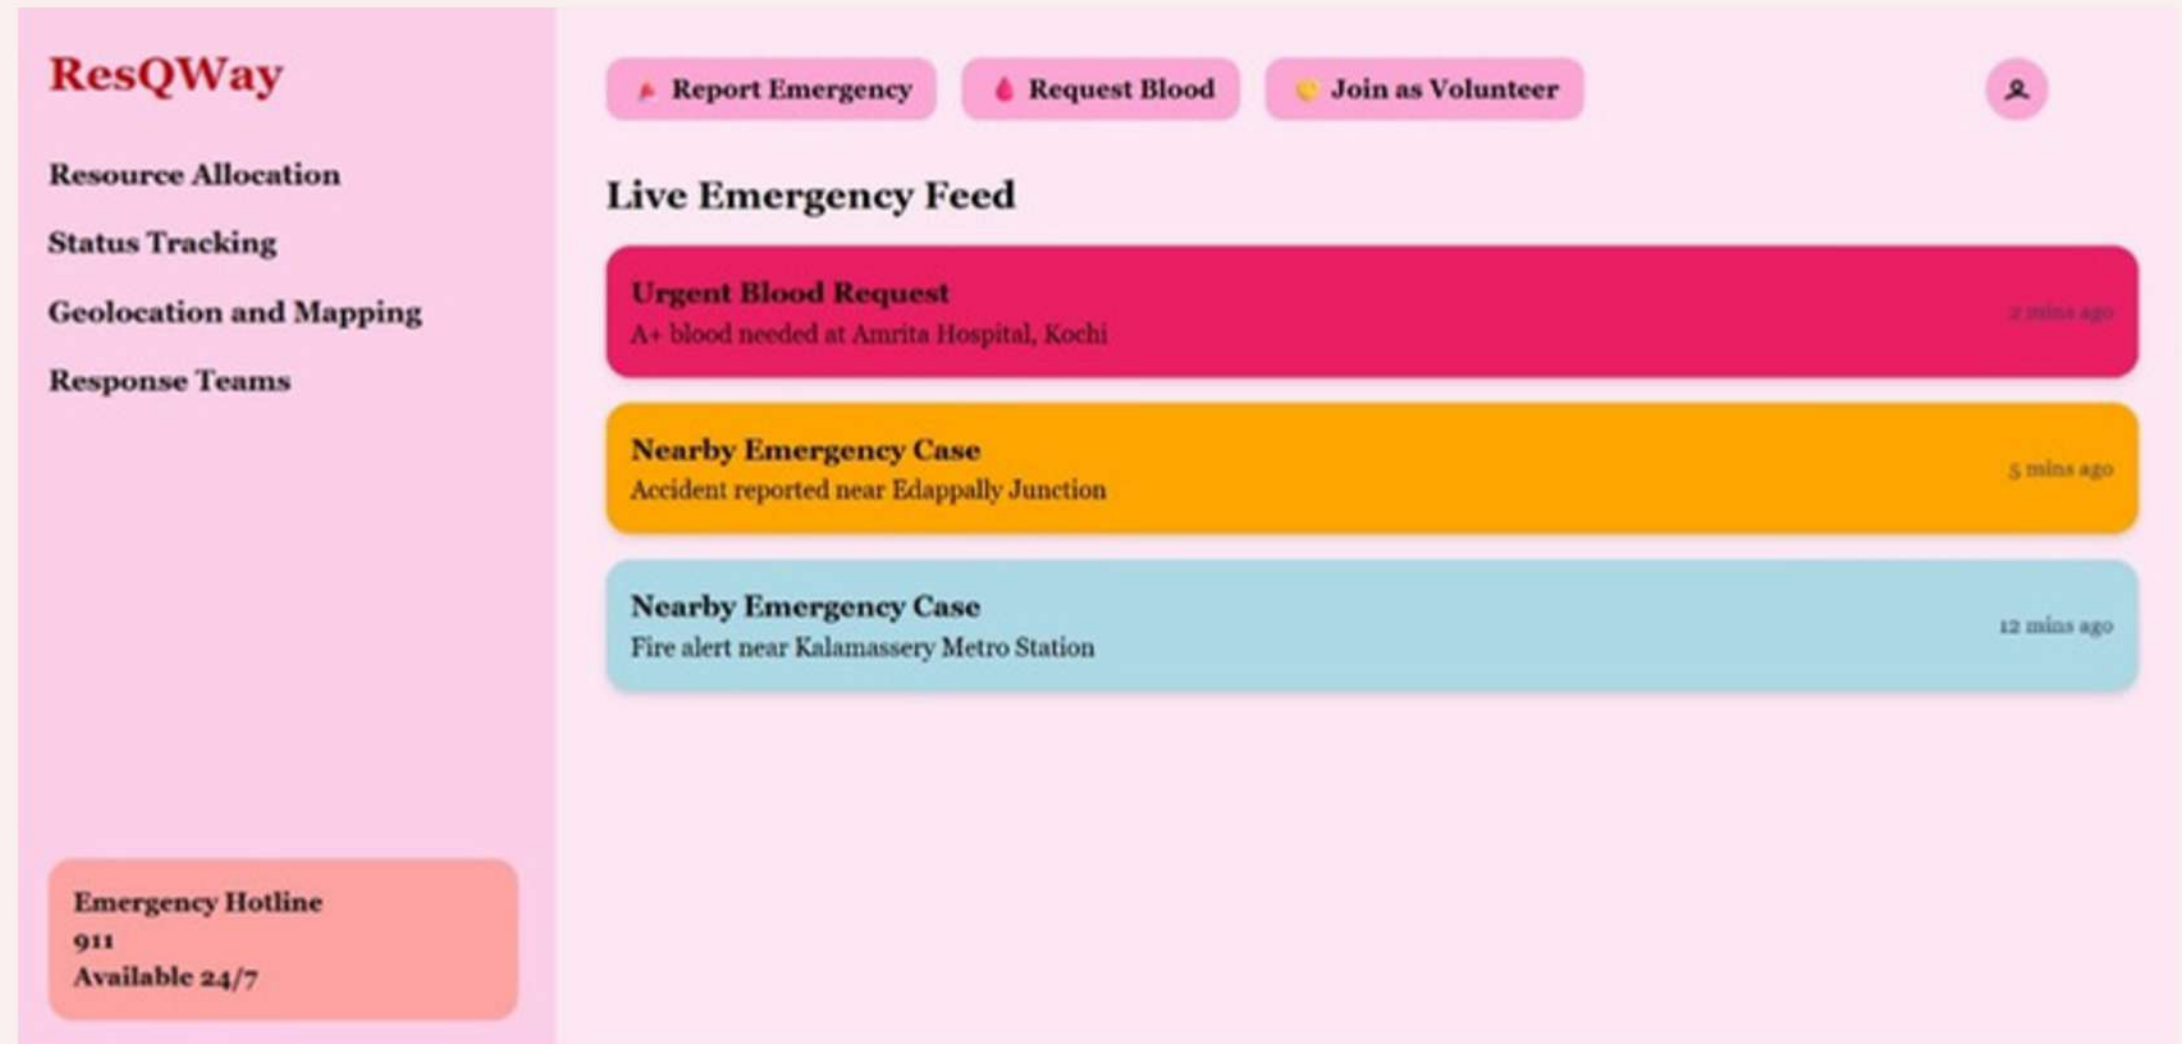 ResQWay
Resource Allocation
Status Tracking
Geolocation and Mapping
Response Teams
Emergency Hotline
911
Available 24/7
Report Emergency
Request Blood
Join as Volunteer
Live Emergency Feed
Urgent Blood Request
A+ blood needed at Amrita Hospital, Kochi
2 mins ago
Nearby Emergency Case
Accident reported near Edappally Junction
5 mins ago
Nearby Emergency Case
Fire alert near Kalamassery Metro Station
12 mins ago